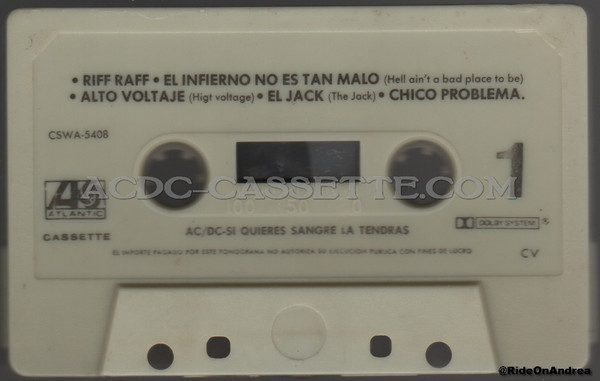 • RIFF RAFF • EL INFIERNO NO ES TAN MALO (Hell ain't a bad place to be)
• ALTO VOLTAJE (Higt voltage) • EL JACK (The Jack) • CHICO PROBLEMA.
CSWA-5408
1
ACDC-CASSETTE.COM
ATLANTIC
CASSETTE
100 50 0
DOLBY SYSTEM
AC/DC-SI QUIERES SANGRE LA TENDRAS
EL IMPORTE PAGADO POR ESTE FONOGRAMA NO AUTORIZA SU EJECUCION PUBLICA CON FINES DE LUCRO
CV
@RideOnAndrea